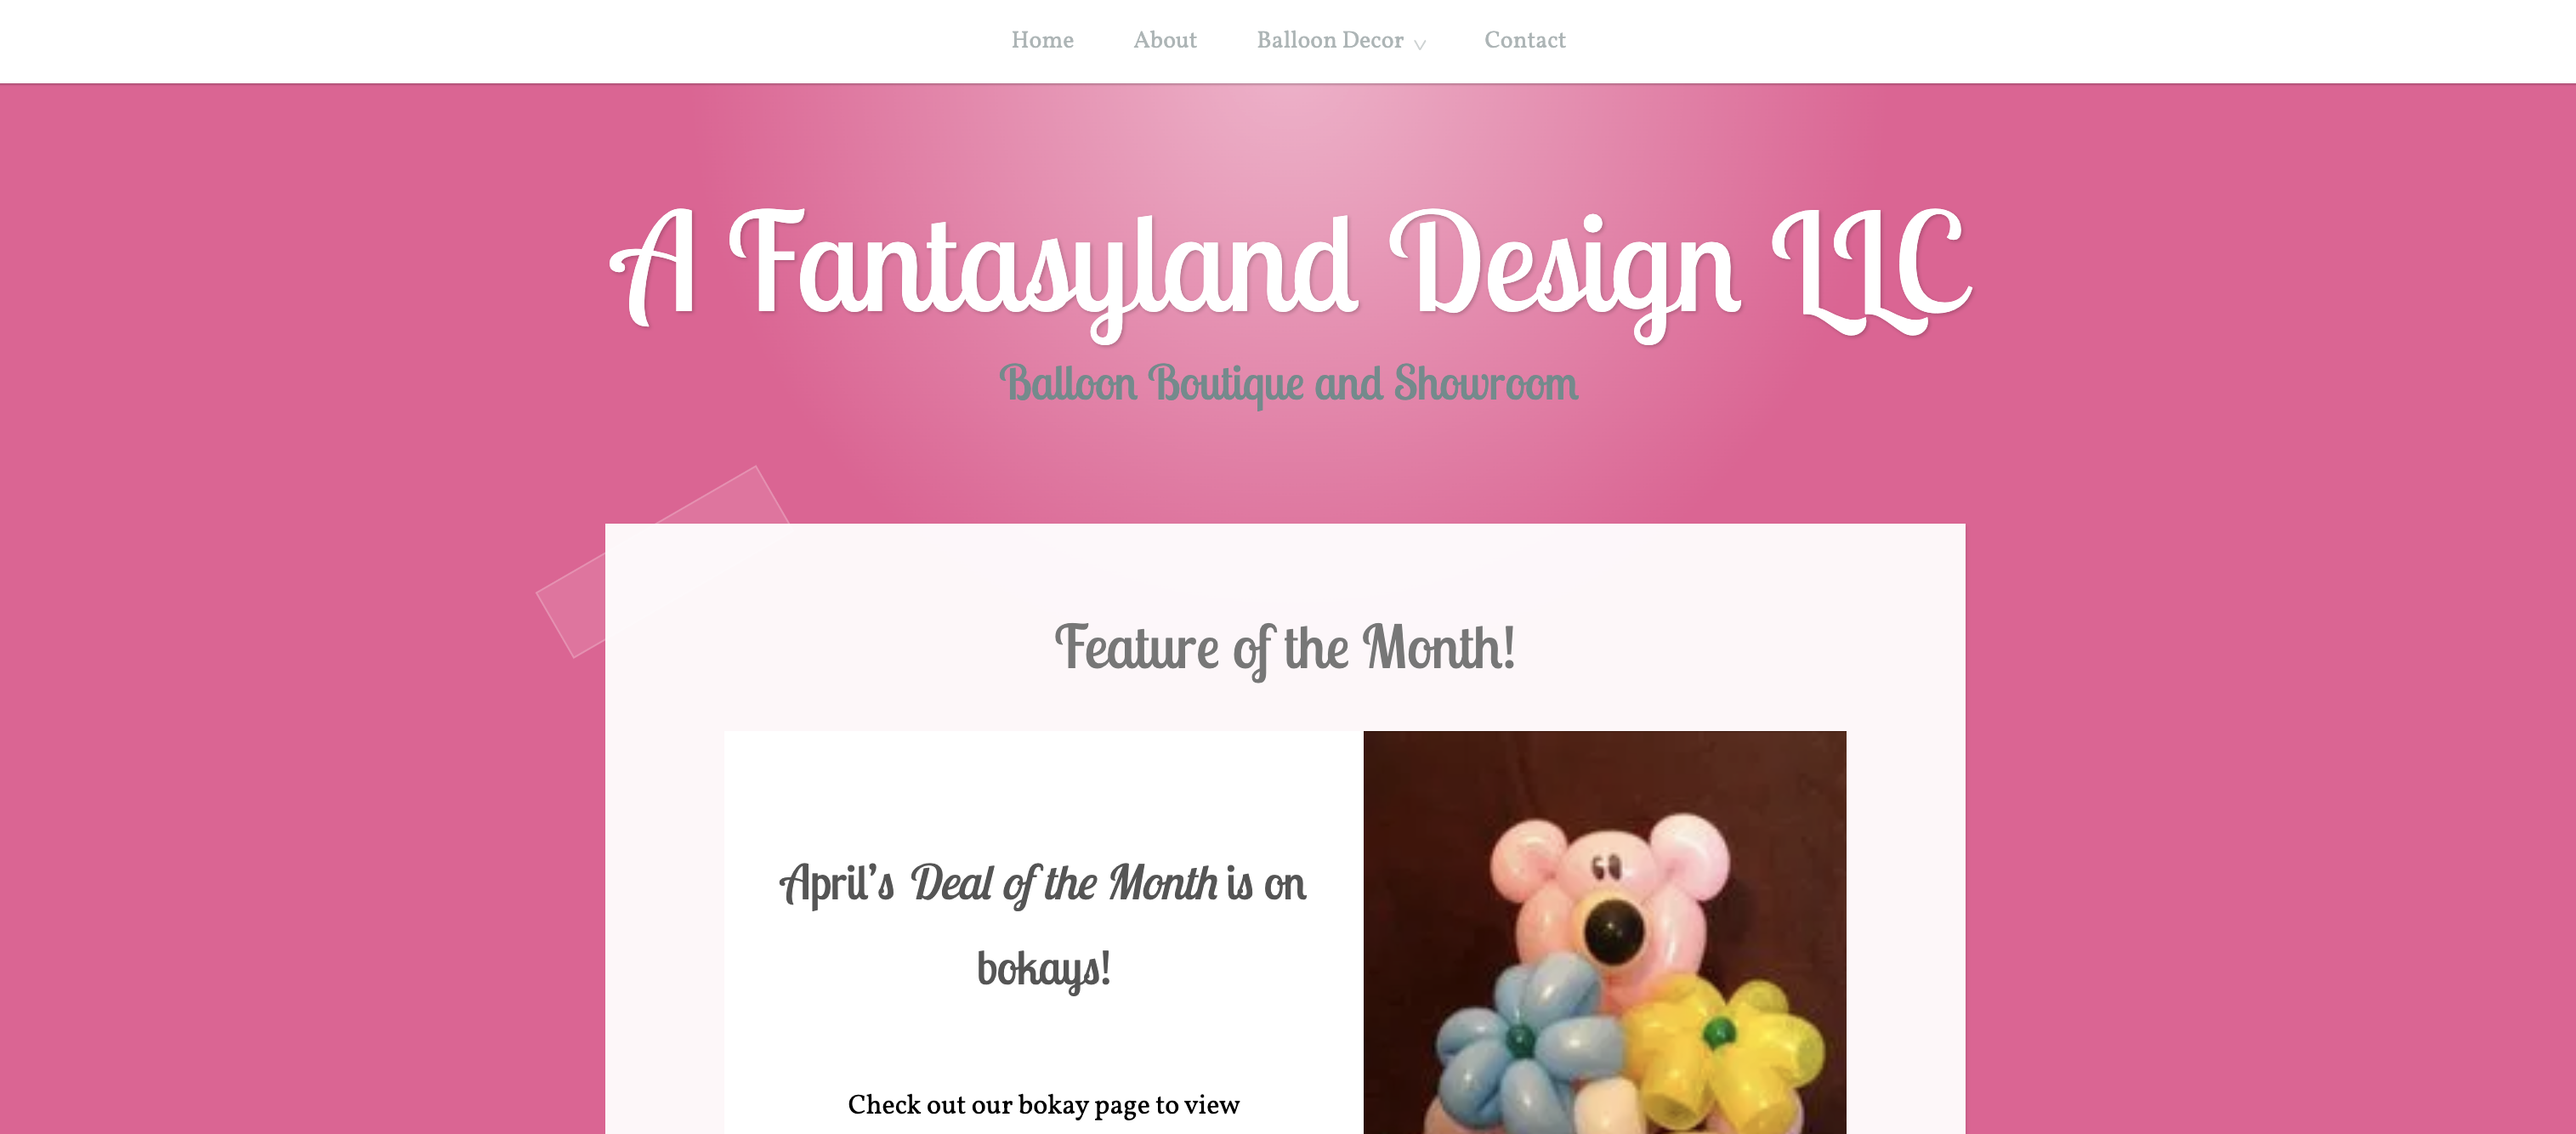 Home About Balloon Decor Contact
A Fantasyland Design LLC
Balloon Boutique and Showroom
Feature of the Month!
April's Deal of the Month is on
bokays!
Check out our bokay page to view